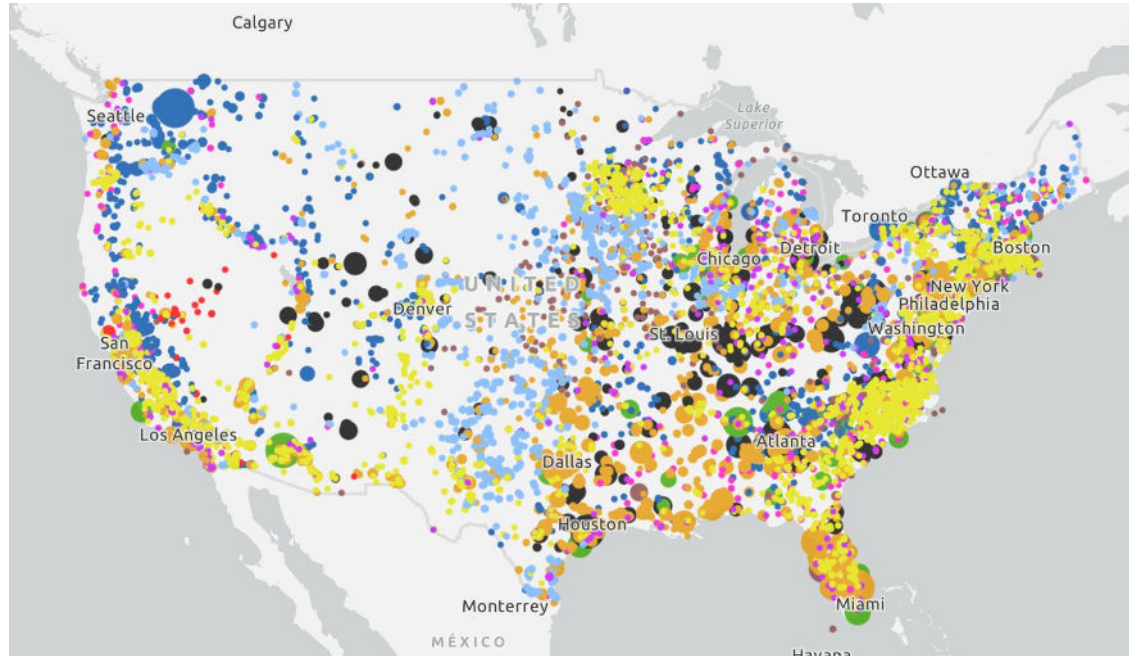 Calgary
Seattle
Lake
Superior
Ottawa
Toronto
Boston
Detroit
Chicago
New York
UNITED
Denver
Philadelphia
STATES
St. Louis
Washington
San
Francisco
Los Angeles
Atlanta
Dallas
Houston
Monterrey
Miami
MÉXICO
Havana